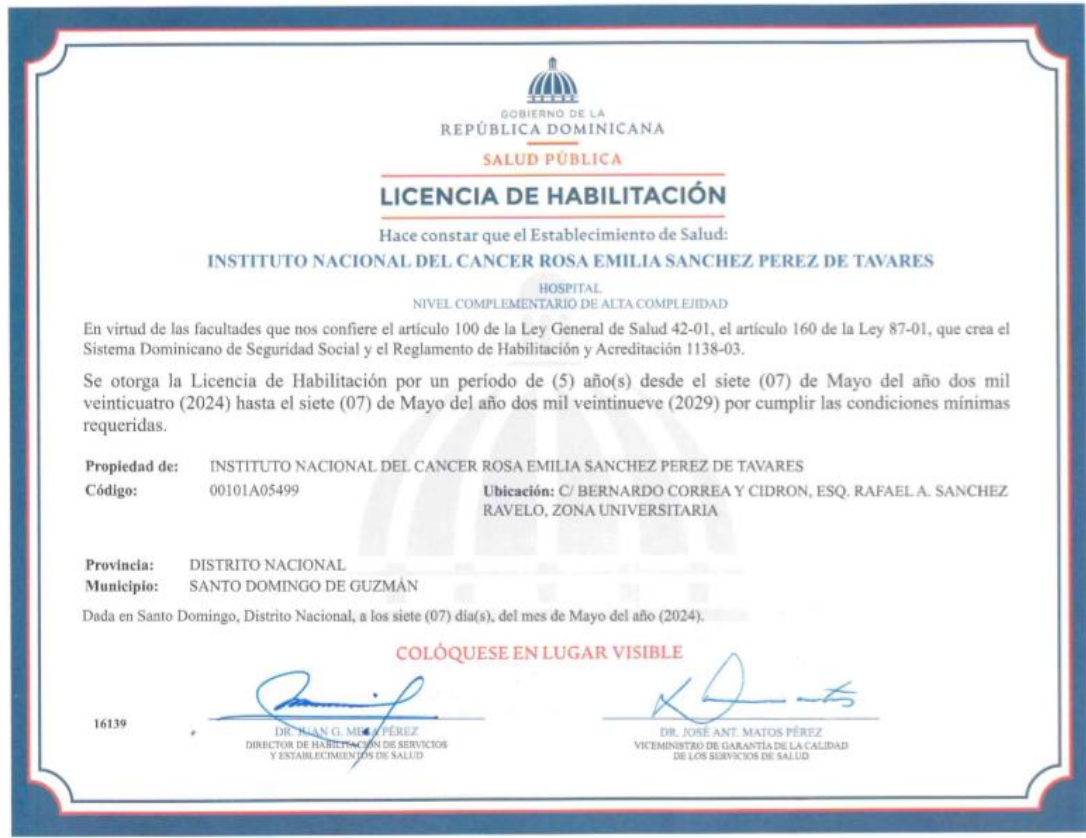 GOBIERNO DE LA
REPÚBLICA DOMINICANA
SALUD PÚBLICA
LICENCIA DE HABILITACIÓN
Hace constar que el Establecimiento de Salud:
INSTITUTO NACIONAL DEL CANCER ROSA EMILIA SANCHEZ PEREZ DE TAVARES
HOSPITAL
NIVEL COMPLEMENTARIO DE ALTA COMPLEJIDAD
En virtud de las facultades que nos confiere el artículo 100 de la Ley General de Salud 42-01, el artículo 160 de la Ley 87-01, que crea el
Sistema Dominicano de Seguridad Social y el Reglamento de Habilitación y Acreditación 1138-03.
Se otorga la Licencia de Habilitación por un período de (5) año(s) desde el siete (07) de Mayo del año dos mil
veinticuatro (2024) hasta el siete (07) de Mayo del año dos mil veintinueve (2029) por cumplir las condiciones mínimas
requeridas.
Propiedad de: INSTITUTO NACIONAL DEL CANCER ROSA EMILIA SANCHEZ PEREZ DE TAVARES
Código: 00101A05499 Ubicación: C/ BERNARDO CORREA Y CIDRON, ESQ. RAFAEL A. SANCHEZ
RAVELO, ZONA UNIVERSITARIA
Provincia: DISTRITO NACIONAL
Municipio: SANTO DOMINGO DE GUZMÁN
Dada en Santo Domingo, Distrito Nacional, a los siete (07) día(s), del mes de Mayo del año (2024).
COLÓQUESE EN LUGAR VISIBLE
16139
DR. JUAN G. MESA PÉREZ
DIRECTOR DE HABILITACIÓN DE SERVICIOS
Y ESTABLECIMIENTOS DE SALUD
DR. JOSÉ ANT. MATOS PÉREZ
VICEMINISTRO DE GARANTÍA DE LA CALIDAD
DE LOS SERVICIOS DE SALUD